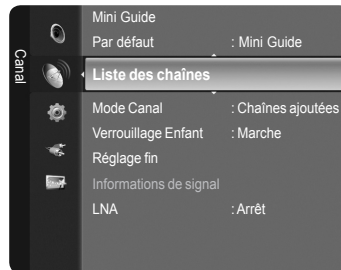 Canal
Mini Guide
Par défaut : Mini Guide
Liste des chaînes
Mode Canal : Chaînes ajoutées
Verrouillage Enfant : Marche
Réglage fin
Informations de signal
LNA : Arrêt